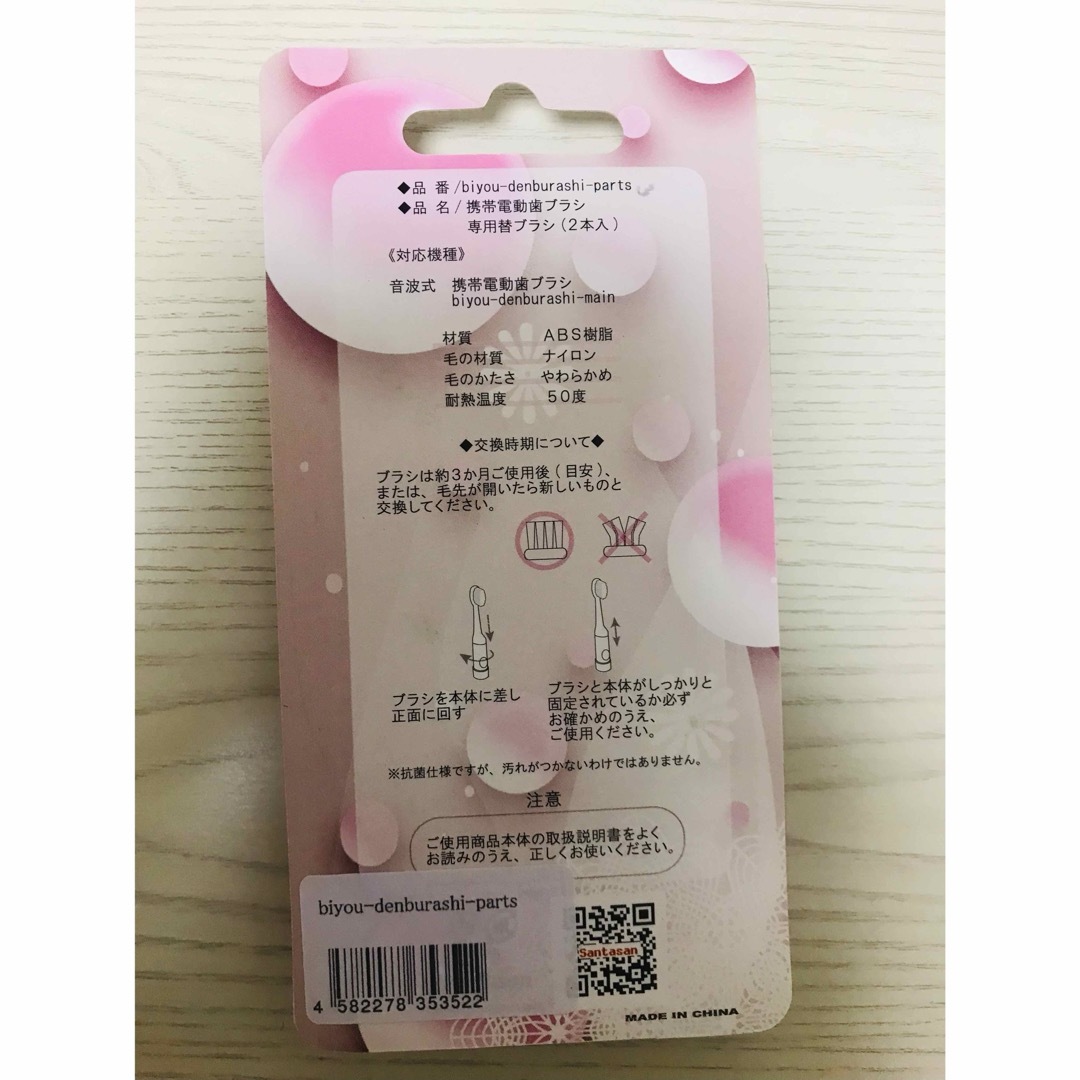 ◆品 番/biyou-denburashi-parts
◆品 名/携帯電動歯ブラシ
専用替ブラシ(2本入)
《対応機種》
音波式 携帯電動歯ブラシ
biyou-denburashi-main
材質 ABS樹脂
毛の材質 ナイロン
毛のかたさ やわらかめ
耐熱温度 50度
◆交換時期について◆
ブラシは約3か月ご使用後(目安)、
または、毛先が開いたら新しいものと
交換してください。
ブラシを本体に差し
正面に回す
ブラシと本体がしっかりと
固定されているか必ず
お確かめのうえ、
ご使用ください。
※抗菌仕様ですが、汚れがつかないわけではありません。
注意
ご使用商品本体の取扱説明書をよく
お読みのうえ、正しくお使いください。
biyou-denburashi-parts
4 582278 353522
Santasan
MADE IN CHINA